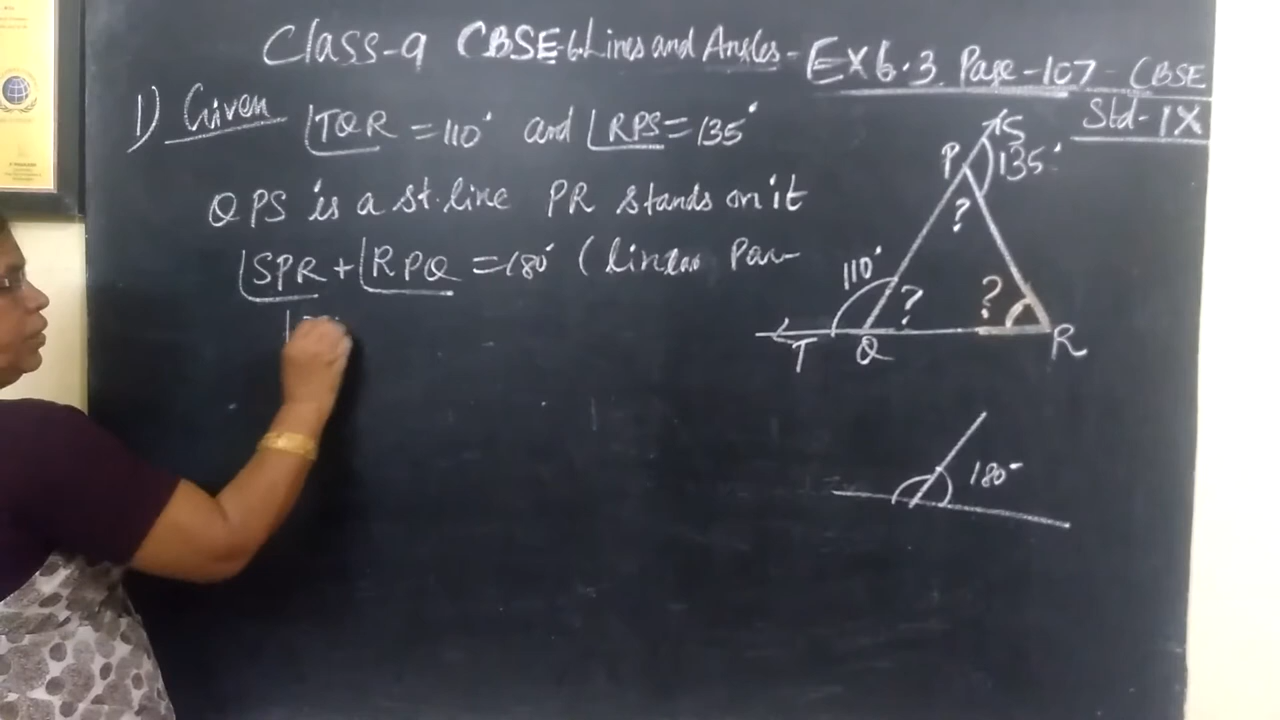 Class-9 CBSE-6.Lines and Angles - Ex 6.3. Page-107 - CBSE
Std-IX
1) Given ∠TQR = 110° and ∠RPS = 135°
QPS is a st.line PR stands on it
∠SPR + ∠RPQ = 180° (linear Pair
S
P 135°
?
110° ? ?
T Q R
180°